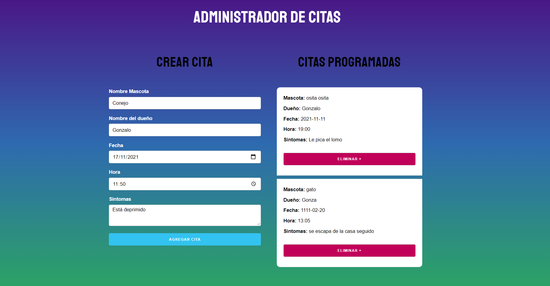 ADMINISTRADOR DE CITAS
CREAR CITA
Nombre Mascota
Conejo
Nombre del dueño
Gonzalo
Fecha
17/11/2021
Hora
11:50
Sintomas
Está deprimido
AGREGAR CITA
CITAS PROGRAMADAS
Mascota: osita osita
Dueño: Gonzalo
Fecha: 2021-11-11
Hora: 19:00
Sintomas: Le pica el lomo
ELIMINAR ×
Mascota: gato
Dueño: Gonza
Fecha: 1111-02-20
Hora: 13:05
Sintomas: se escapa de la casa seguido
ELIMINAR ×